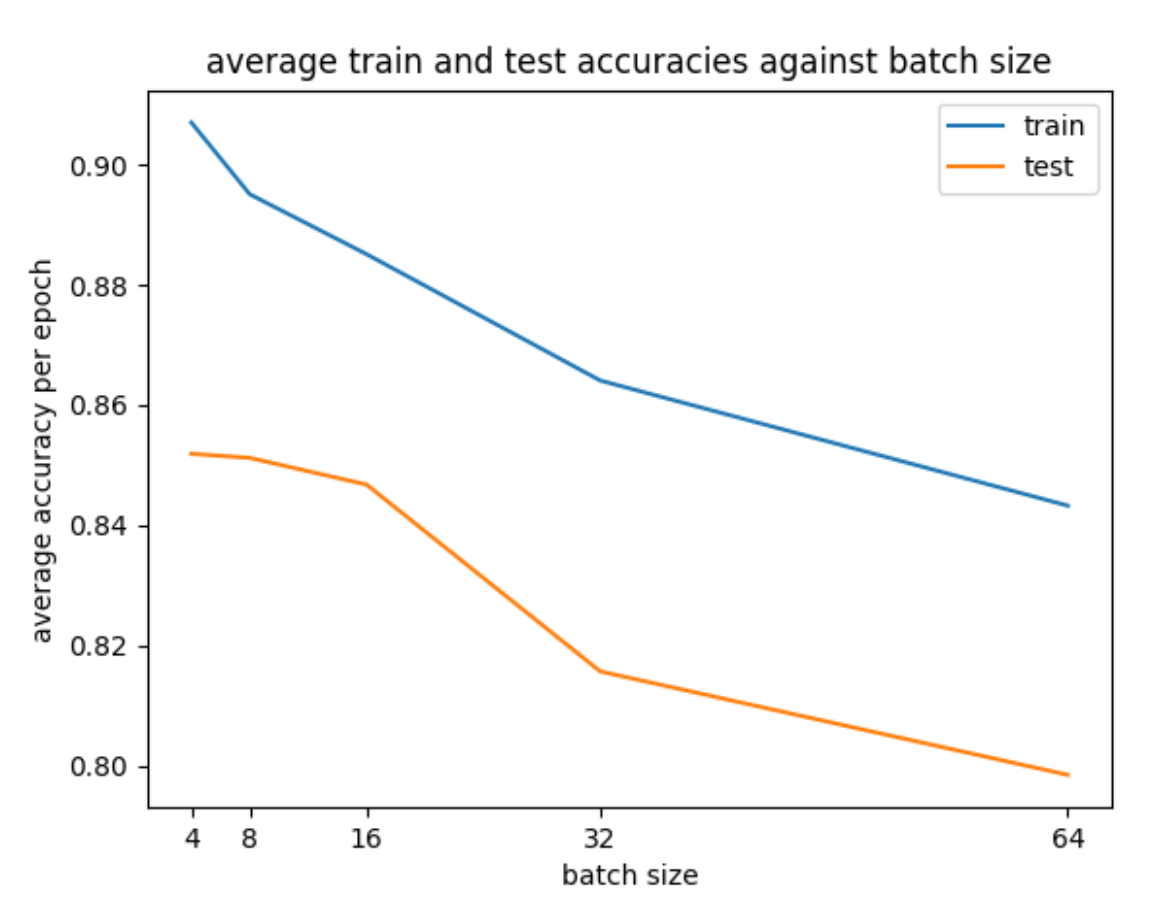 average train and test accuracies against batch size
train
test
average accuracy per epoch
0.90
0.88
0.86
0.84
0.82
0.80
4 8 16 32 64
batch size